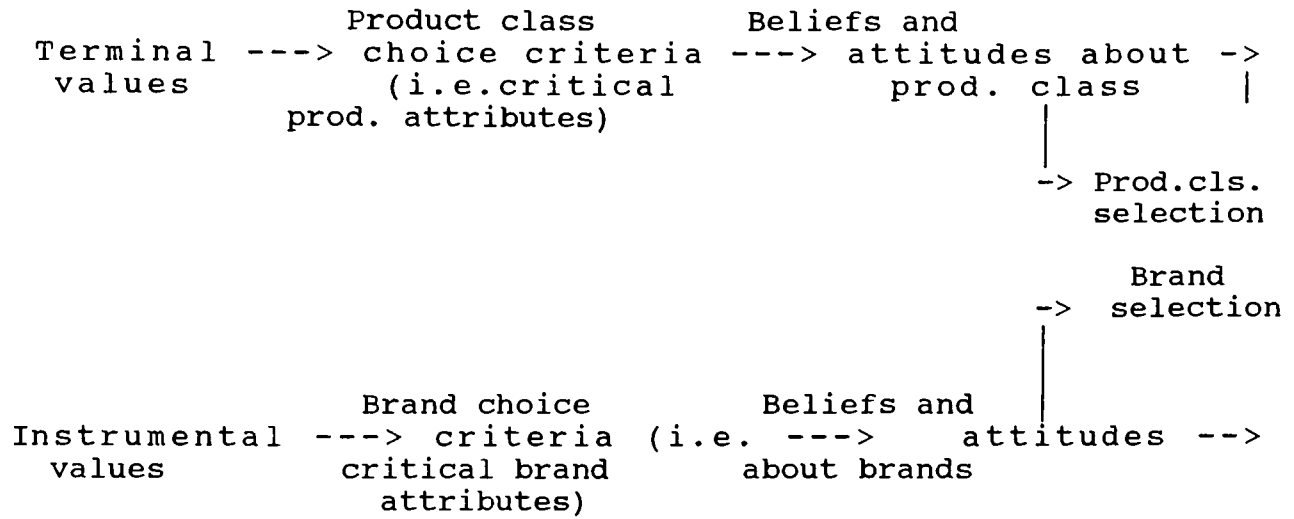 Product class Beliefs and
Terminal ---> choice criteria ---> attitudes about ->
values (i.e.critical prod. class |
prod. attributes)
-> Prod.cls.
selection
Brand
-> selection
Brand choice Beliefs and
Instrumental ---> criteria (i.e. ---> attitudes -->
values critical brand about brands
attributes)